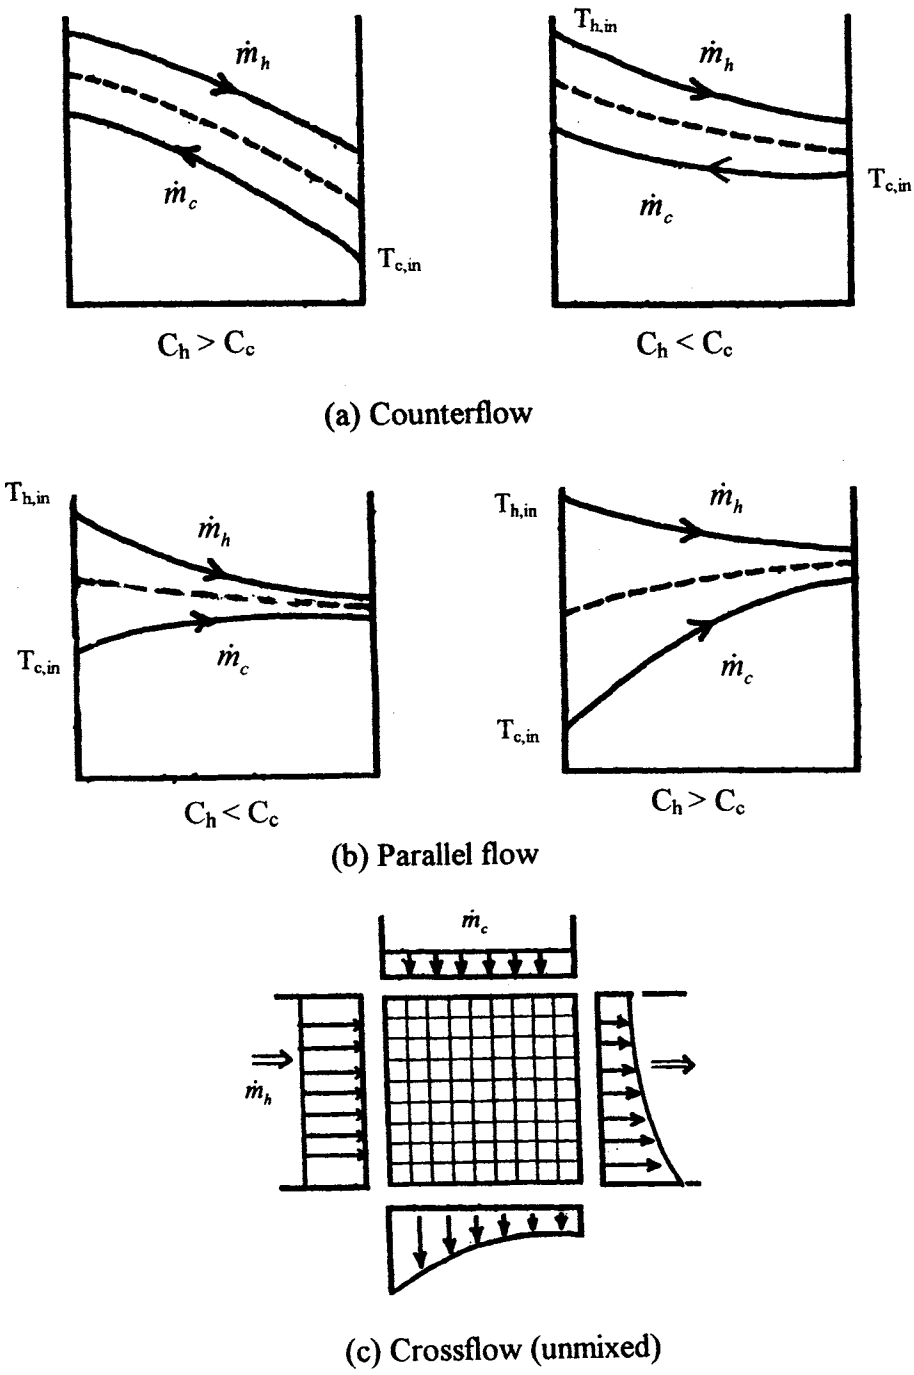 T_h,in
ṁ_h
ṁ_h
ṁ_c
ṁ_c
T_c,in
T_c,in
C_h > C_c
C_h < C_c
(a) Counterflow
T_h,in
T_h,in
ṁ_h
ṁ_h
T_c,in
ṁ_c
ṁ_c
T_c,in
C_h < C_c
C_h > C_c
(b) Parallel flow
ṁ_c
ṁ_h
(c) Crossflow (unmixed)